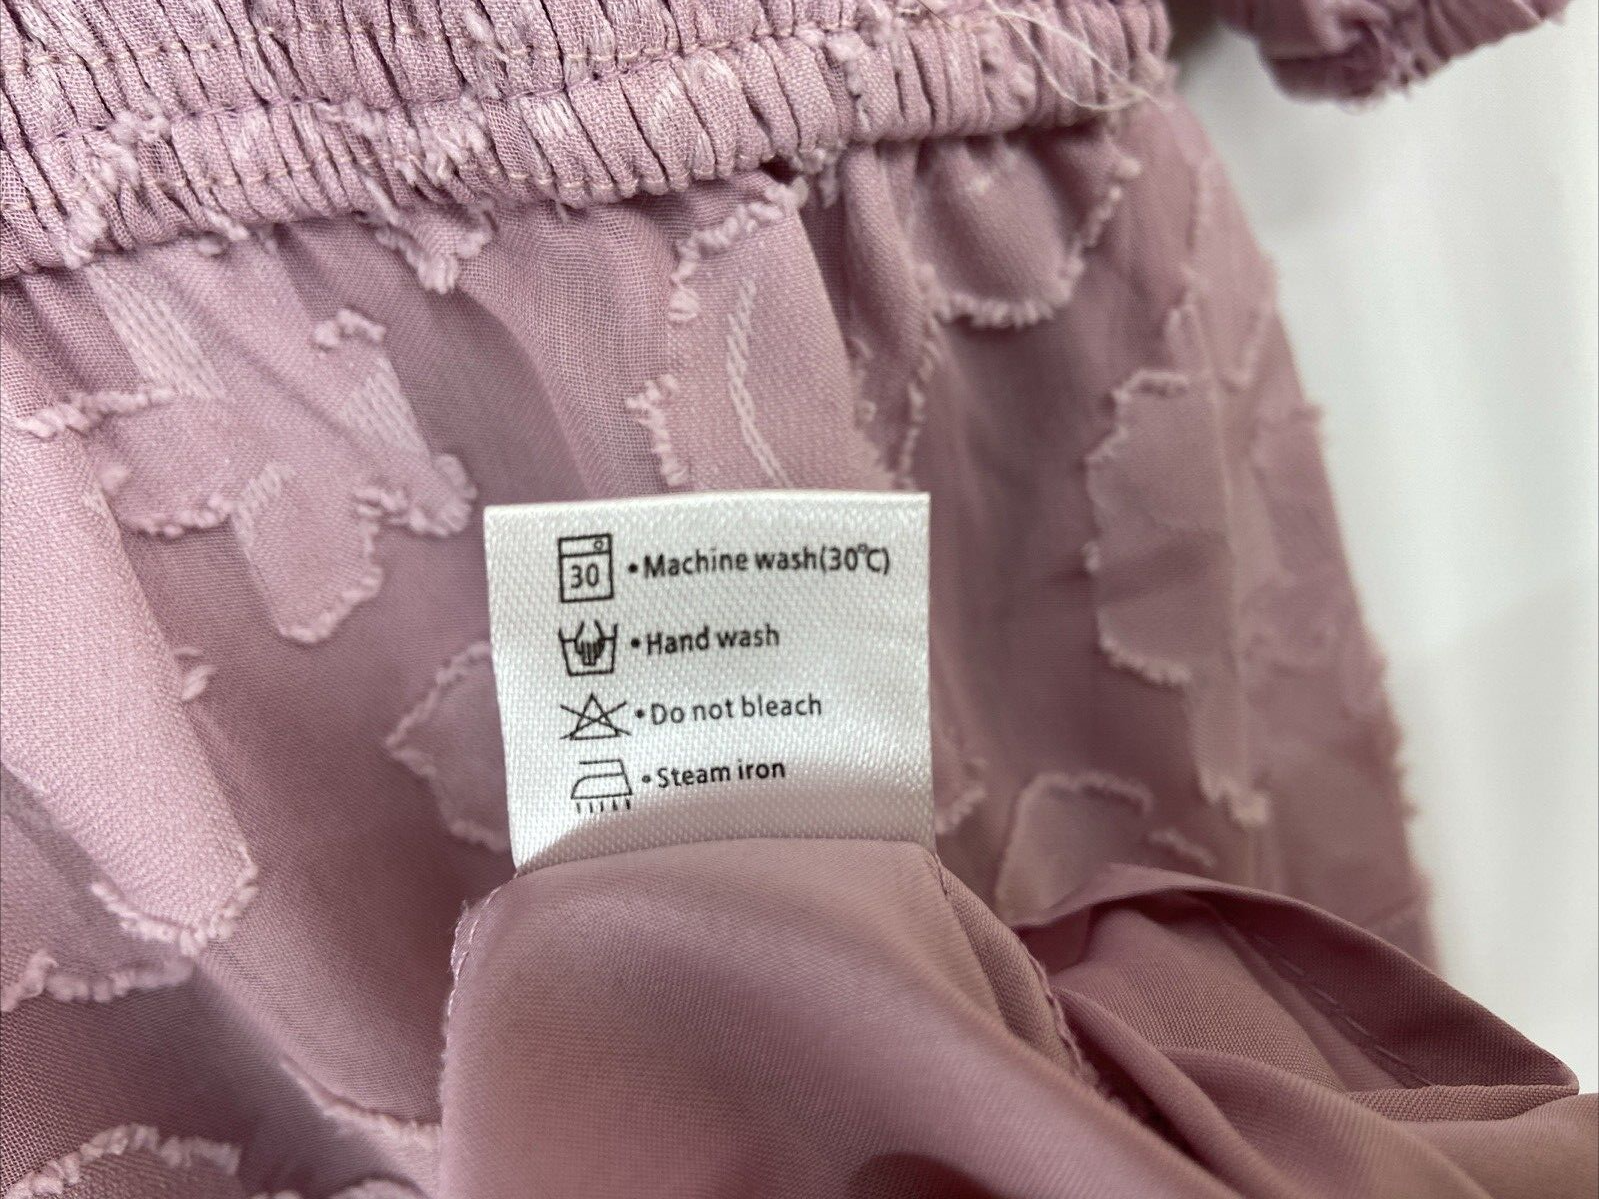 30 •Machine wash(30℃)
•Hand wash
•Do not bleach
•Steam iron